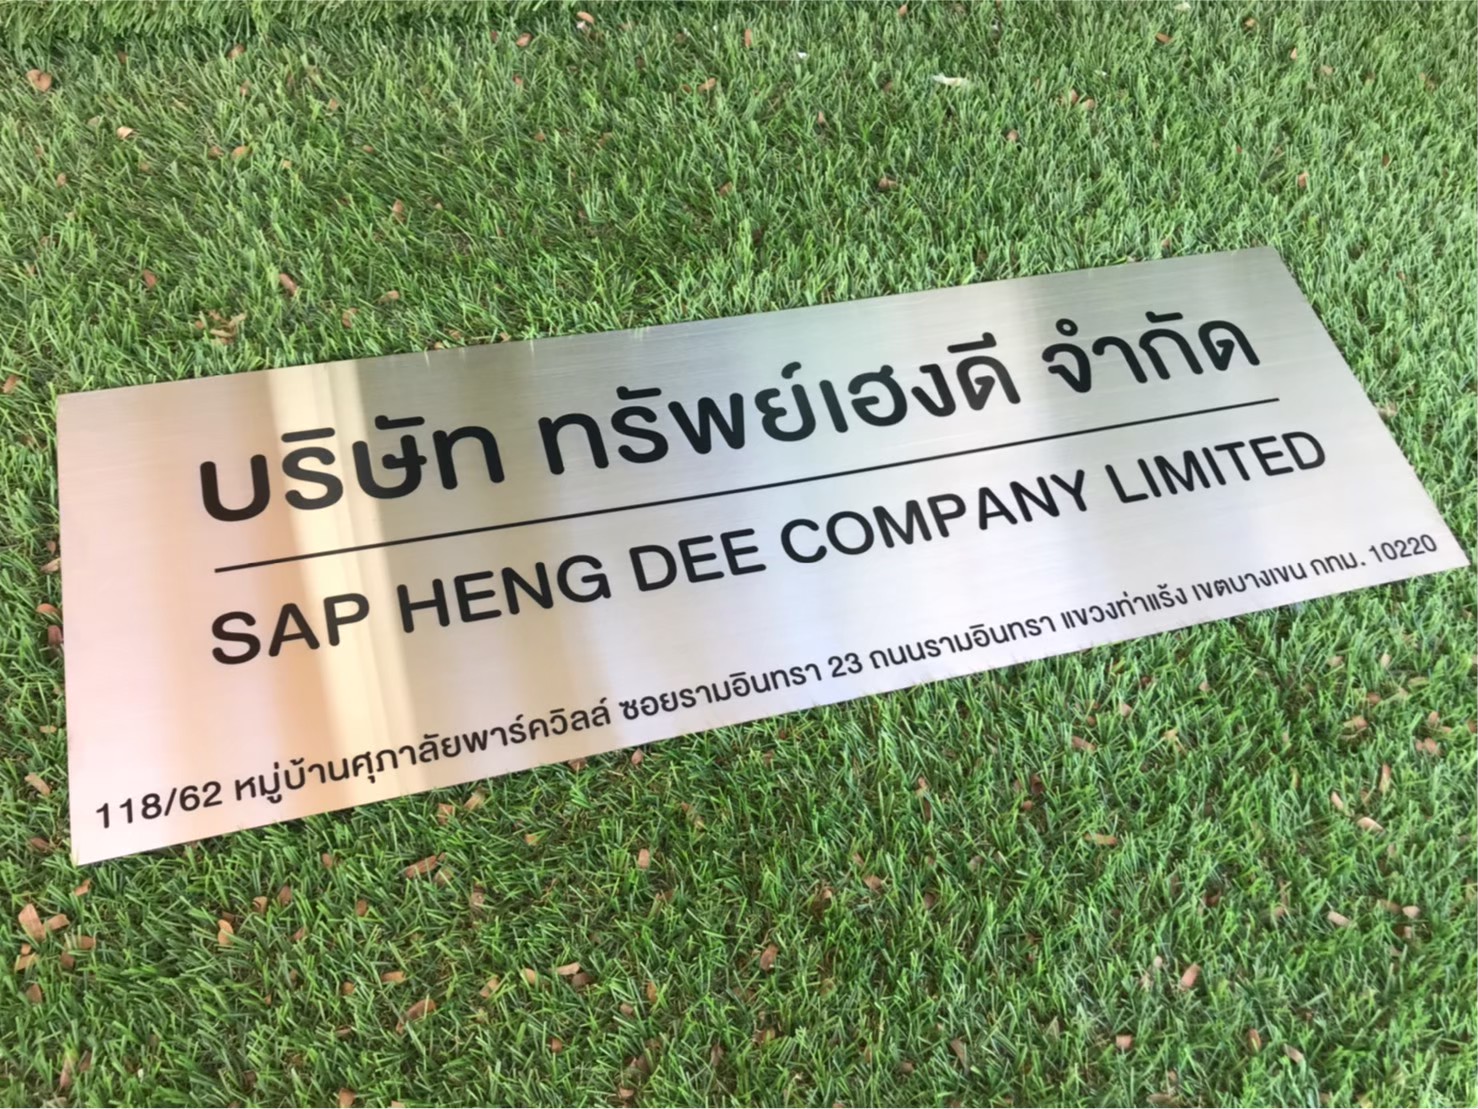 บริษัท ทรัพย์เฮงดี จำกัด
SAP HENG DEE COMPANY LIMITED
118/62 หมู่บ้านศุภาลัยพาร์ควิลล์ ซอยรามอินทรา 23 ถนนรามอินทรา แขวงท่าแร้ง เขตบางเขน กทม. 10220